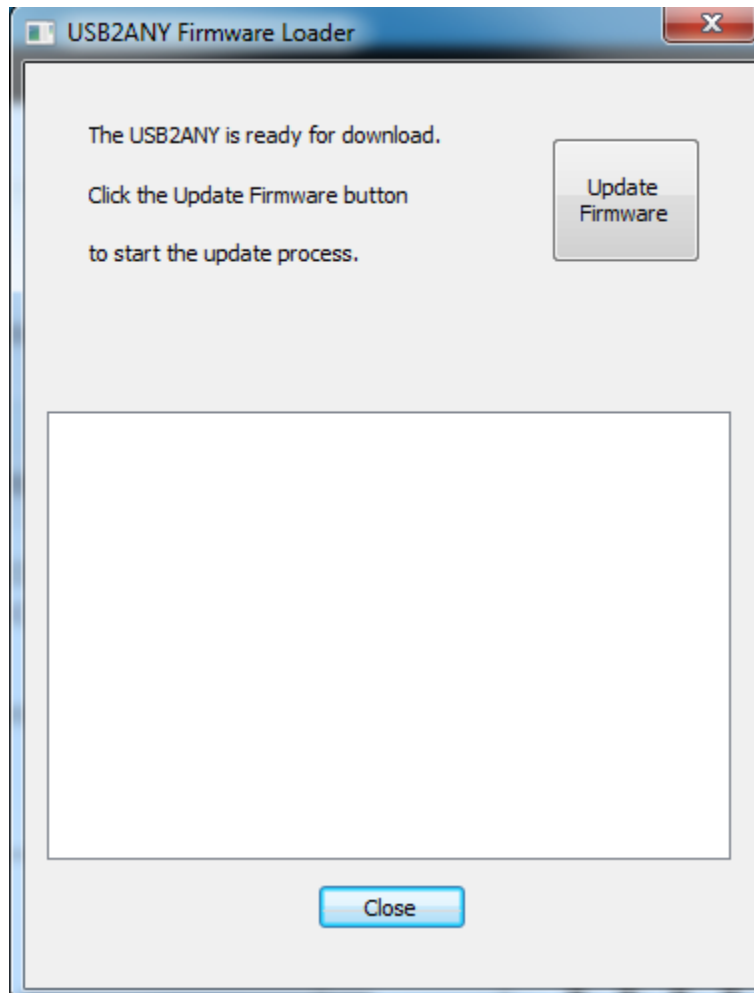 USB2ANY Firmware Loader
The USB2ANY is ready for download.
Click the Update Firmware button
to start the update process.
Update
Firmware
Close